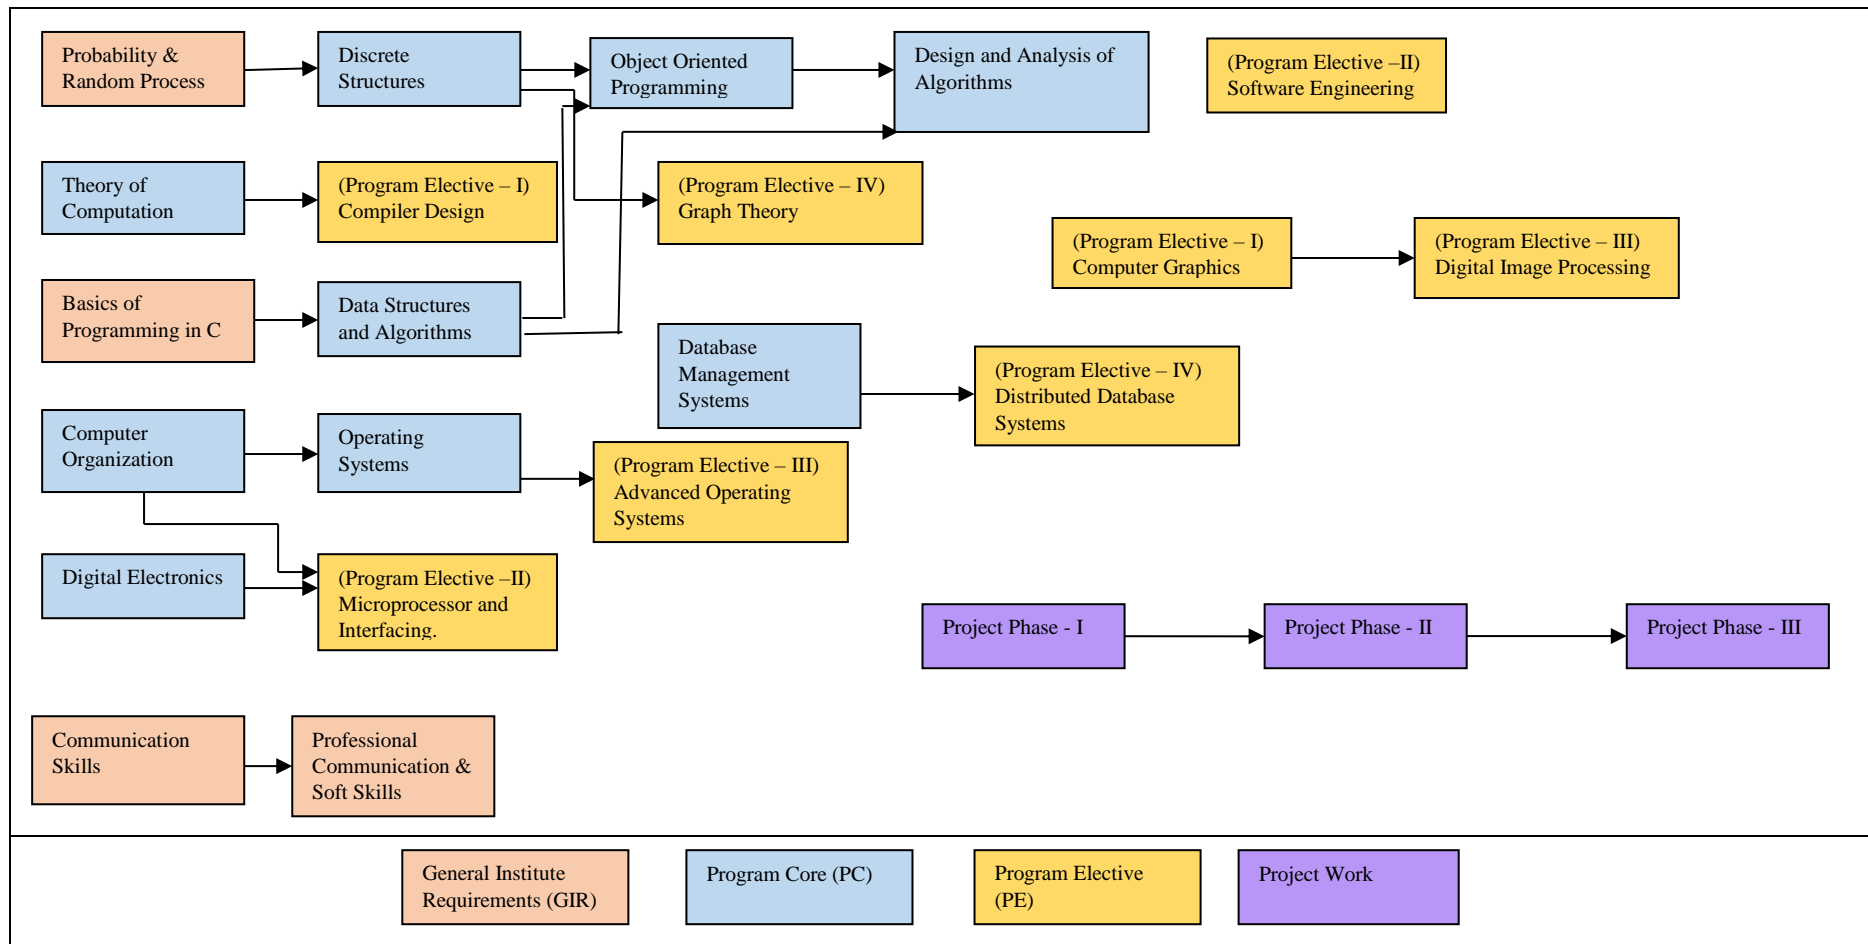 Probability &
Random Process
Discrete
Structures
Object Oriented
Programming
Design and Analysis of
Algorithms
(Program Elective –II)
Software Engineering
Theory of
Computation
(Program Elective – I)
Compiler Design
(Program Elective – IV)
Graph Theory
(Program Elective – I)
Computer Graphics
(Program Elective – III)
Digital Image Processing
Basics of
Programming in C
Data Structures
and Algorithms
Database
Management
Systems
(Program Elective – IV)
Distributed Database
Systems
Computer
Organization
Operating
Systems
(Program Elective – III)
Advanced Operating
Systems
Digital Electronics
(Program Elective –II)
Microprocessor and
Interfacing.
Project Phase - I
Project Phase - II
Project Phase - III
Communication
Skills
Professional
Communication &
Soft Skills
General Institute
Requirements (GIR)
Program Core (PC)
Program Elective
(PE)
Project Work